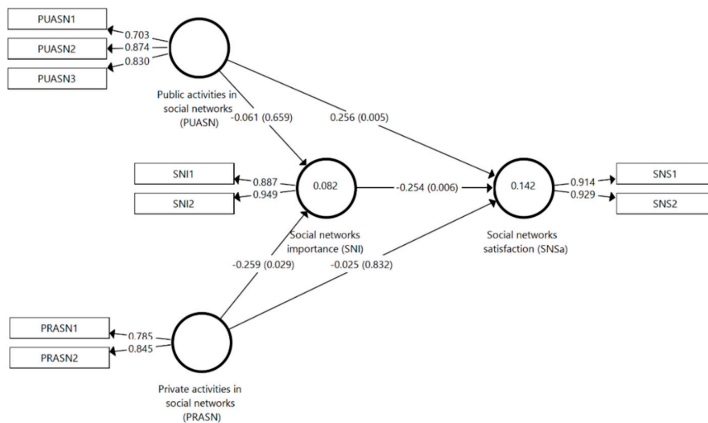 PUASN1
0.703
PUASN2
0.874
PUASN3
0.830
Public activities in
social networks
(PUASN)
-0.061 (0.659)
0.256 (0.005)
SNI1
0.887
SNI2
0.949
0.082
-0.254 (0.006)
0.142
0.914
SNS1
0.929
SNS2
Social networks
importance (SNI)
Social networks
satisfaction (SNSa)
-0.259 (0.029)
-0.025 (0.832)
PRASN1
0.785
PRASN2
0.845
Private activities in
social networks
(PRASN)